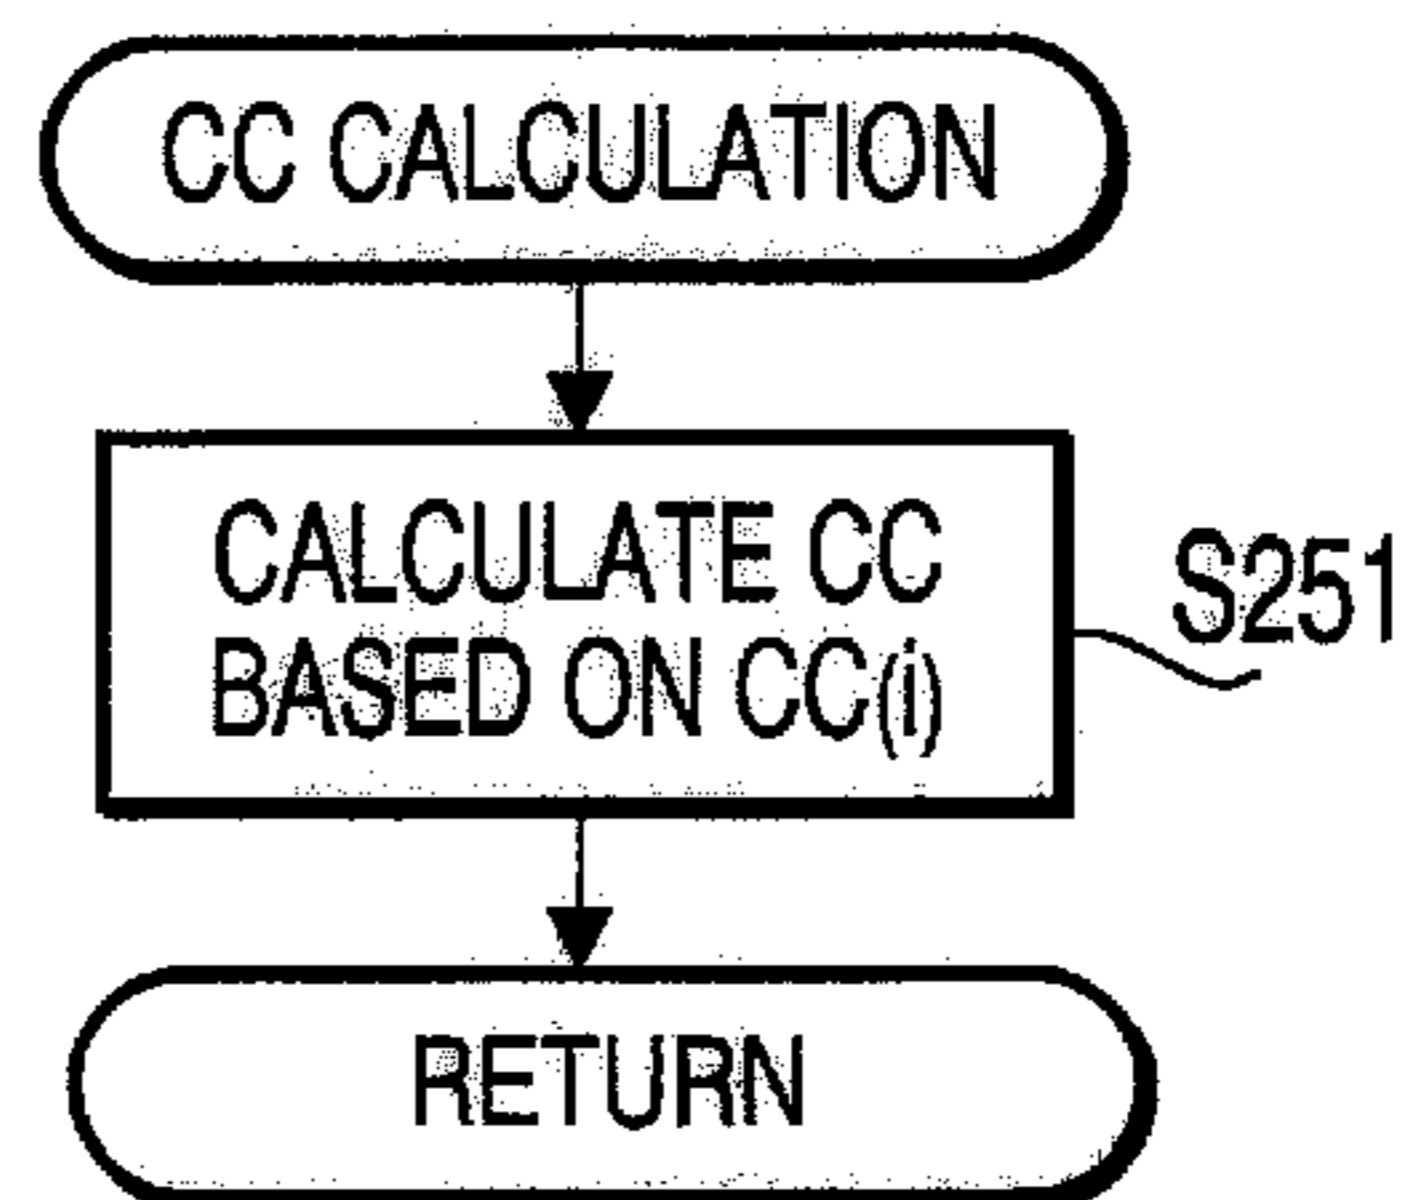 CC CALCULATION
CALCULATE CC
BASED ON CC(i)
S251
RETURN